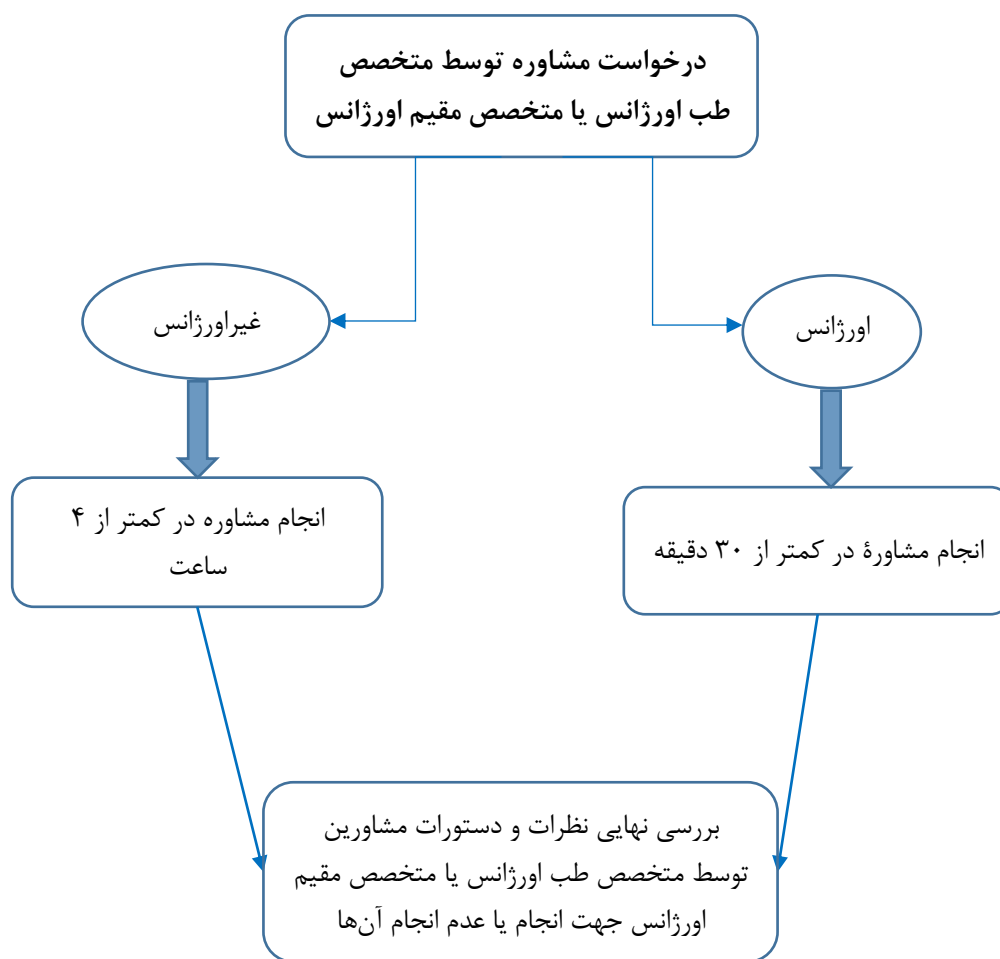 درخواست مشاوره توسط متخصص
طب اورژانس یا متخصص مقیم اورژانس
اورژانس
غیراورژانس
انجام مشاورۀ در کمتر از ۳۰ دقیقه
انجام مشاوره در کمتر از ۴
ساعت
بررسی نهایی نظرات و دستورات مشاورین
توسط متخصص طب اورژانس یا متخصص مقیم
اورژانس جهت انجام یا عدم انجام آن‌ها